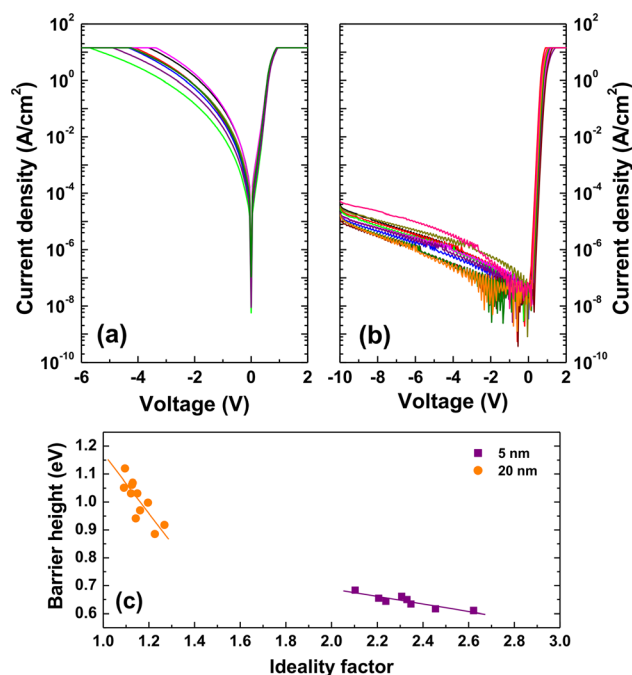 10²
10⁰
10⁻²
10⁻⁴
10⁻⁶
10⁻⁸
10⁻¹⁰
Current density (A/cm²)
(a)
-6 -4 -2 0 2
Voltage (V)
10²
10⁰
10⁻²
10⁻⁴
10⁻⁶
10⁻⁸
10⁻¹⁰
Current density (A/cm²)
(b)
-10 -8 -6 -4 -2 0 2
Voltage (V)
1.2
1.1
1.0
0.9
0.8
0.7
0.6
Barrier height (eV)
5 nm
20 nm
(c)
1.0 1.2 1.4 1.6 1.8 2.0 2.2 2.4 2.6 2.8 3.0
Ideality factor